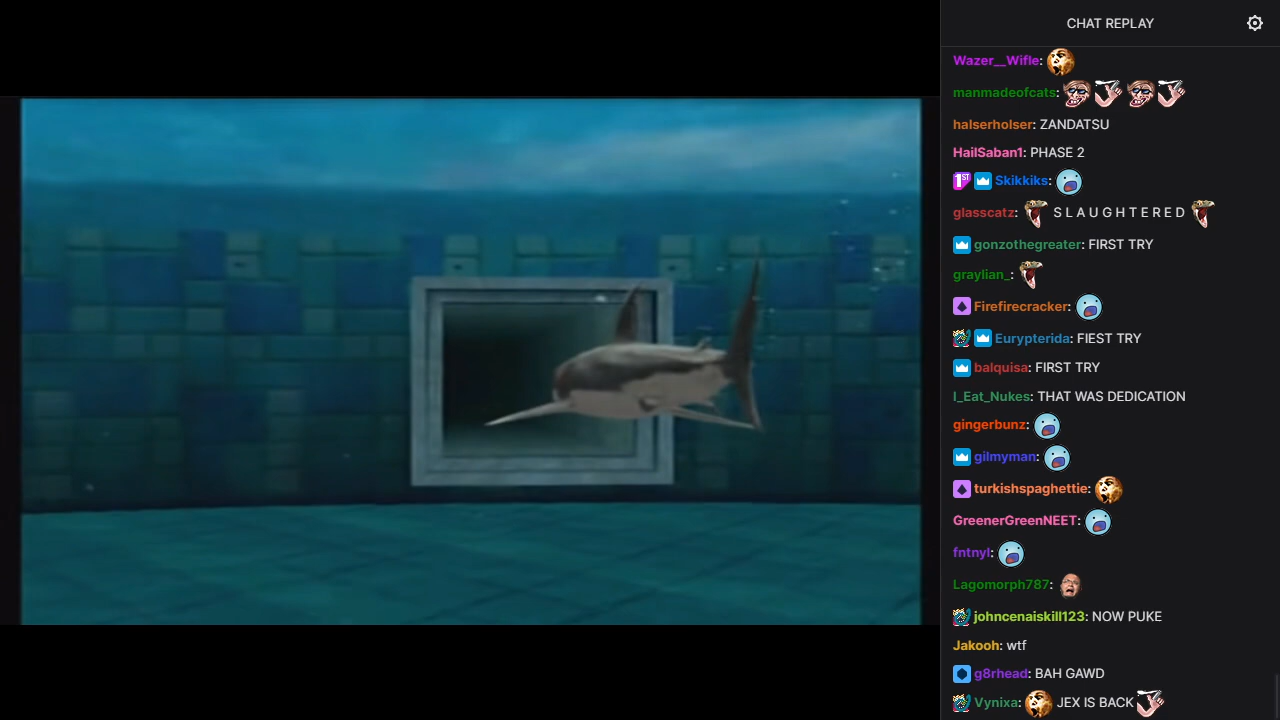 CHAT REPLAY
Wazer__Wifle:
manmadeofcats:
halserholser: ZANDATSU
HailSaban1: PHASE 2
1ST Skikkiks:
glasscatz: S L A U G H T E R E D
gonzothegreater: FIRST TRY
graylian_:
Firefirecracker:
Eurypterida: FIEST TRY
balquisa: FIRST TRY
I_Eat_Nukes: THAT WAS DEDICATION
gingerbunz:
gilmyman:
turkishspaghettie:
GreenerGreenNEET:
fntnyl:
Lagomorph787:
johncenaiskill123: NOW PUKE
Jakooh: wtf
g8rhead: BAH GAWD
Vynixa: JEX IS BACK